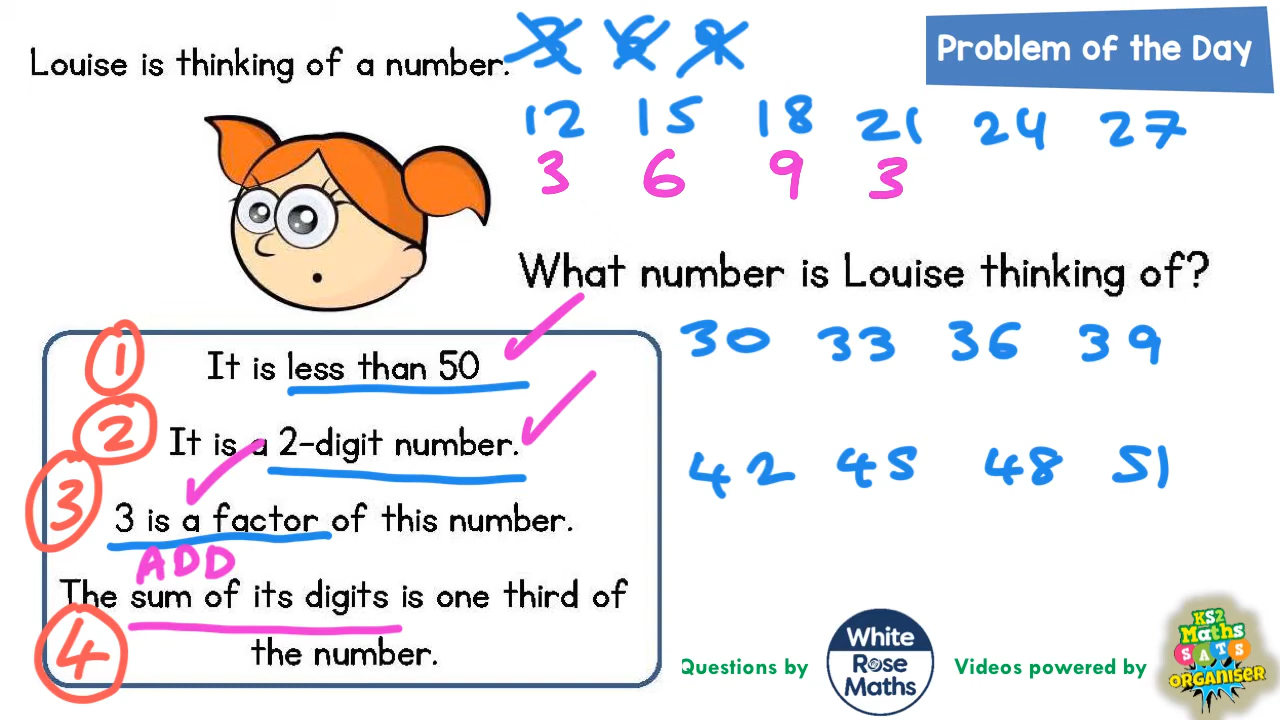 Louise is thinking of a number.
3 6 9
Problem of the Day
12 15 18 21 24 27
3 6 9 3
What number is Louise thinking of?
30 33 36 39
42 45 48 51
1 It is less than 50
2 It is a 2-digit number.
3 3 is a factor of this number.
ADD
4 The sum of its digits is one third of
the number.
Questions by
White
Rose
Maths
Videos powered by
KS2
Maths
SATS
ORGANISER